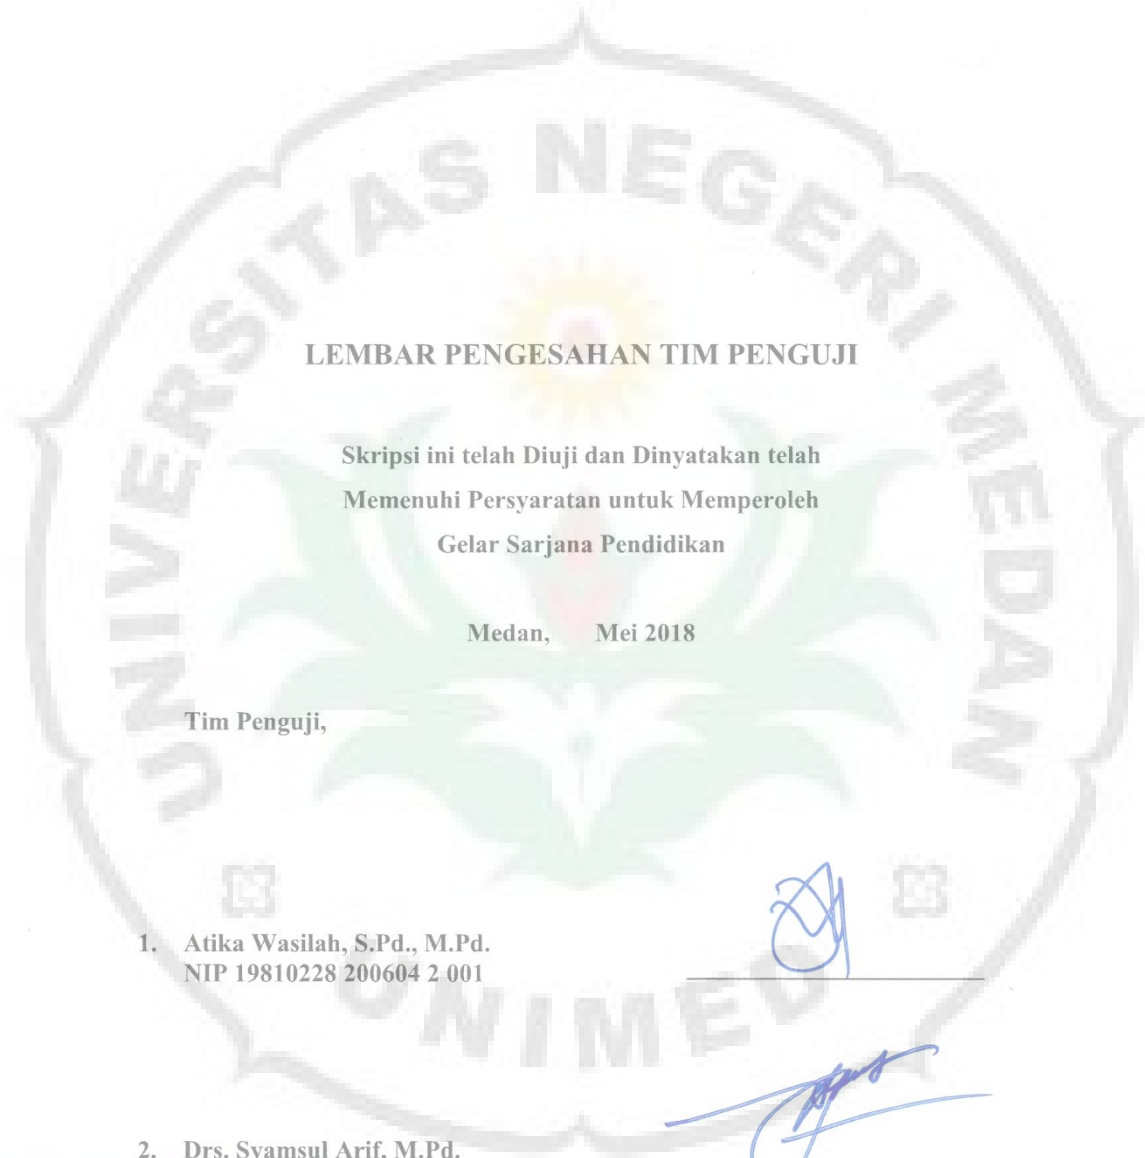 UNIVERSITAS NEGERI MEDAN
LEMBAR PENGESAHAN TIM PENGUJI
Skripsi ini telah Diuji dan Dinyatakan telah
Memenuhi Persyaratan untuk Memperoleh
Gelar Sarjana Pendidikan
Medan, Mei 2018
Tim Penguji,
1. Atika Wasilah, S.Pd., M.Pd.
NIP 19810228 200604 2 001
UNIMED
2. Drs. Syamsul Arif, M.Pd.